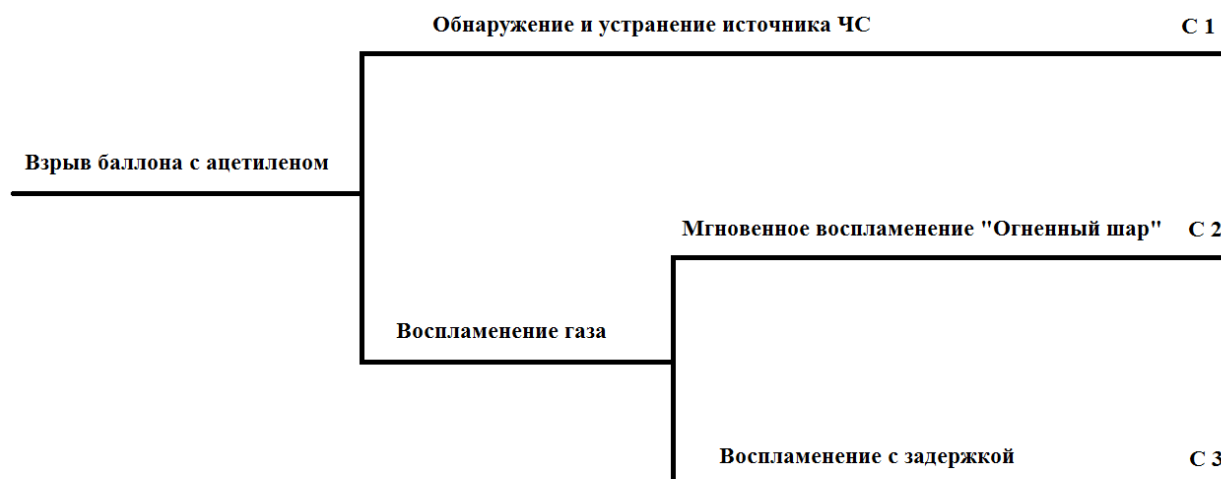 Обнаружение и устранение источника ЧС С 1
Взрыв баллона с ацетиленом
Мгновенное воспламенение "Огненный шар" С 2
Воспламенение газа
Воспламенение с задержкой С 3